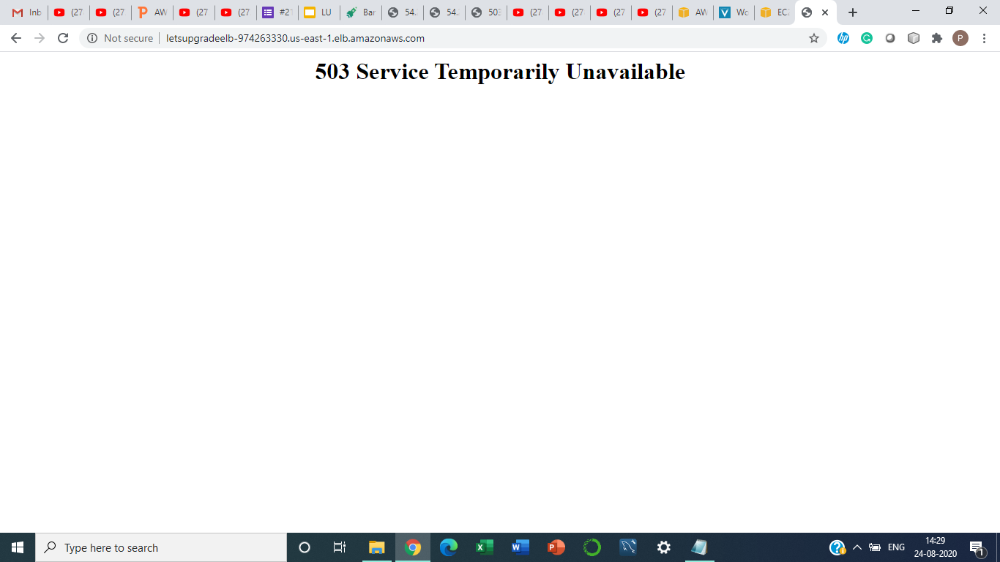 Inb (27 (27 AW (27 (27 #21 LU Bar 54. 54. 503 (27 (27 (27 (27 AW Wo EC
Not secure letsupgradeelb-974263330.us-east-1.elb.amazonaws.com
503 Service Temporarily Unavailable
Type here to search
ENG
14:29
24-08-2020
1